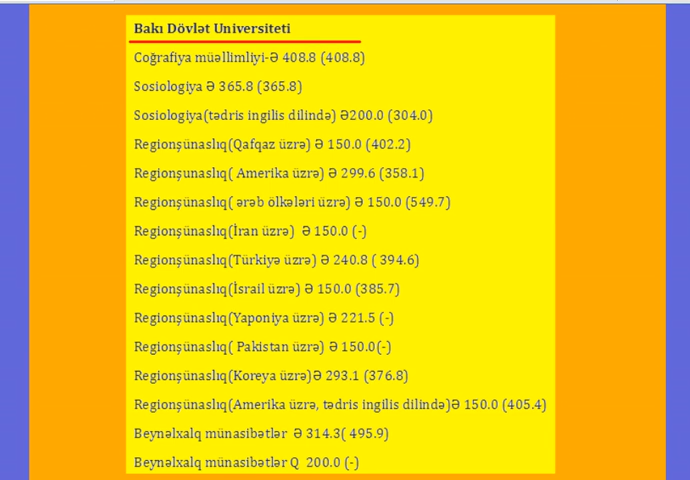 Bakı Dövlət Universiteti
Coğrafiya müəllimliyi-Ə 408.8 (408.8)
Sosiologiya Ə 365.8 (365.8)
Sosiologiya(tədris ingilis dilində) Ə200.0 (304.0)
Regionşünaslıq(Qafqaz üzrə) Ə 150.0 (402.2)
Regionşunaslıq( Amerika üzrə) Ə 299.6 (358.1)
Regionşünaslıq( ərəb ölkələri üzrə) Ə 150.0 (549.7)
Regionşünaslıq(İran üzrə) Ə 150.0 (-)
Regionşünaslıq(Türkiyə üzrə) Ə 240.8 ( 394.6)
Regionşünaslıq(İsrail üzrə) Ə 150.0 (385.7)
Regionşünaslıq(Yaponiya üzrə) Ə 221.5 (-)
Regionşünaslıq( Pakistan üzrə) Ə 150.0(-)
Regionşünaslıq(Koreya üzrə)Ə 293.1 (376.8)
Regionşünaslıq(Amerika üzrə, tədris ingilis dilində)Ə 150.0 (405.4)
Beynəlxalq münasibətlər Ə 314.3( 495.9)
Beynəlxalq münasibətlər Q 200.0 (-)